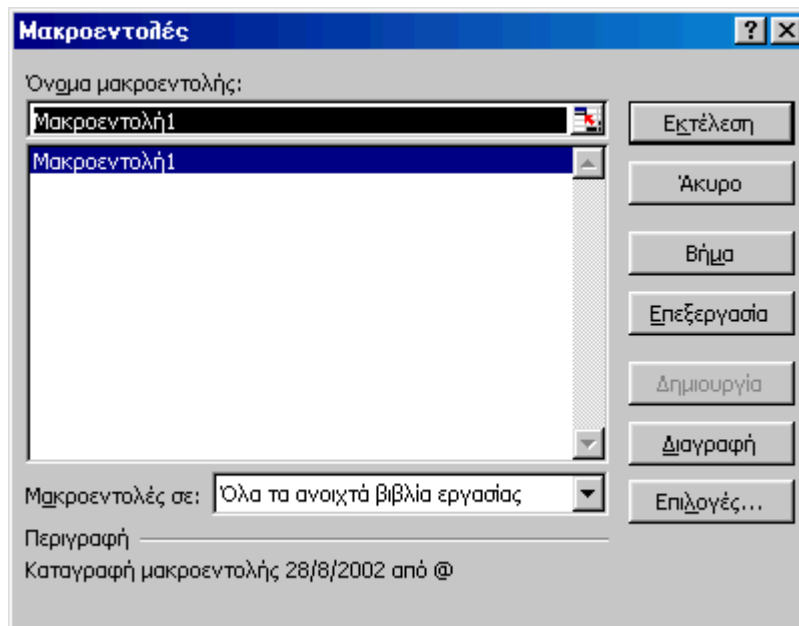 Μακροεντολές
Όνομα μακροεντολής:
Μακροεντολή1
Μακροεντολή1
Εκτέλεση
Άκυρο
Βήμα
Επεξεργασία
Δημιουργία
Διαγραφή
Επιλογές...
Μακροεντολές σε: Όλα τα ανοιχτά βιβλία εργασίας
Περιγραφή
Καταγραφή μακροεντολής 28/8/2002 από @